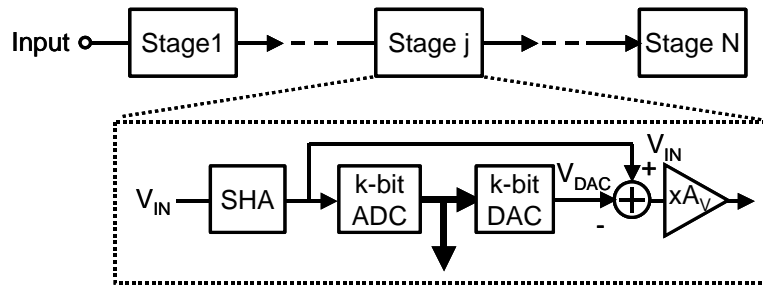 Input
Stage1
Stage j
Stage N
V_IN
SHA
k-bit
ADC
k-bit
DAC
V_DAC
V_IN
+
-
xA_V